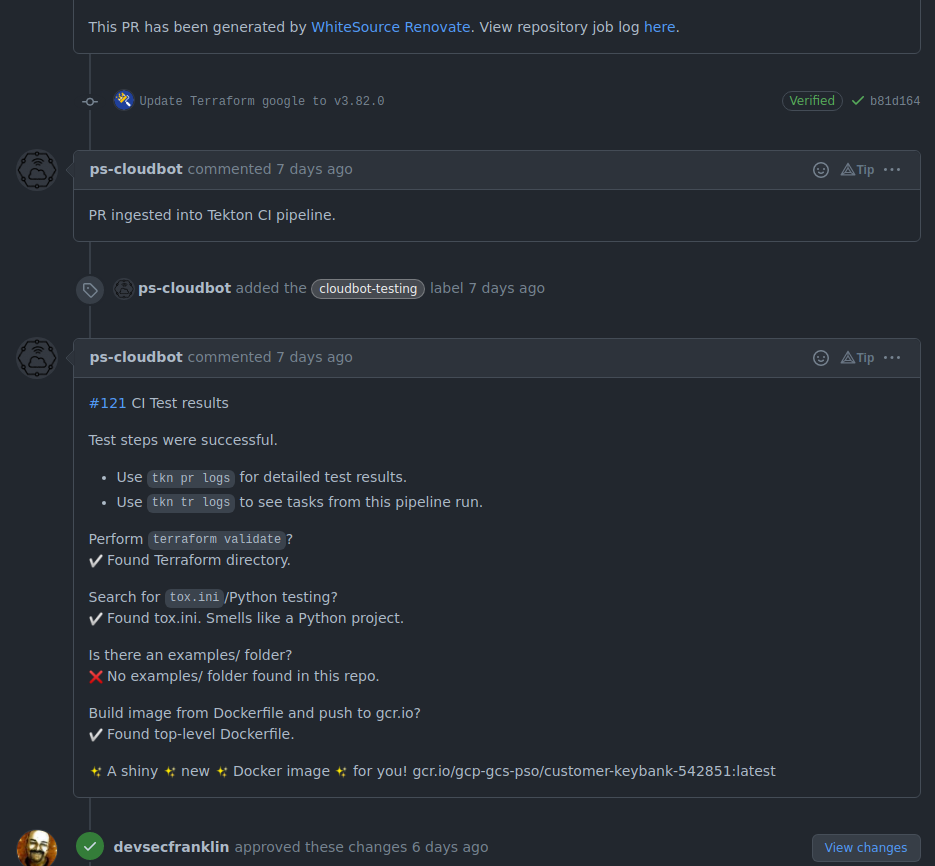 This PR has been generated by WhiteSource Renovate. View repository job log here.
Update Terraform google to v3.82.0 Verified b81d164
ps-cloudbot commented 7 days ago Tip
PR ingested into Tekton CI pipeline.
ps-cloudbot added the cloudbot-testing label 7 days ago
ps-cloudbot commented 7 days ago Tip
#121 CI Test results
Test steps were successful.
• Use tkn pr logs for detailed test results.
• Use tkn tr logs to see tasks from this pipeline run.
Perform terraform validate?
✔ Found Terraform directory.
Search for tox.ini/Python testing?
✔ Found tox.ini. Smells like a Python project.
Is there an examples/ folder?
❌ No examples/ folder found in this repo.
Build image from Dockerfile and push to gcr.io?
✔ Found top-level Dockerfile.
✨ A shiny ✨ new ✨ Docker image ✨ for you! gcr.io/gcp-gcs-pso/customer-keybank-542851:latest
devsecfranklin approved these changes 6 days ago View changes